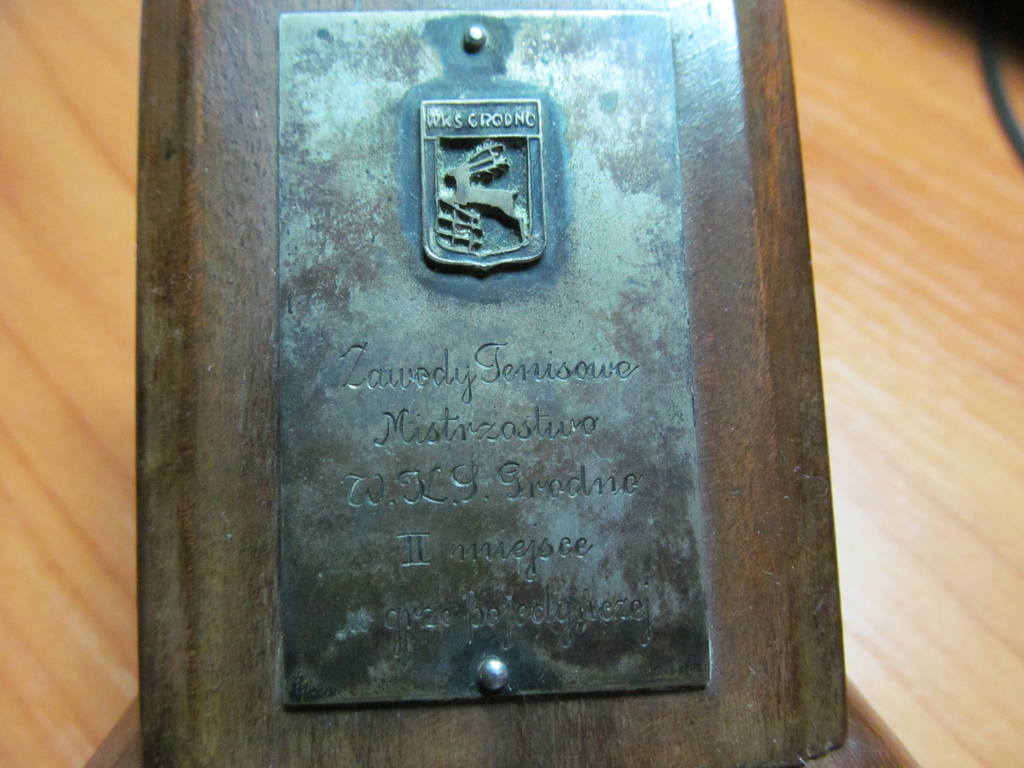 WKS GRODNO
Zawody Tenisowe
Mistrzostwo
W.K.S. Grodno
II miejsce
w grze pojedyńczej